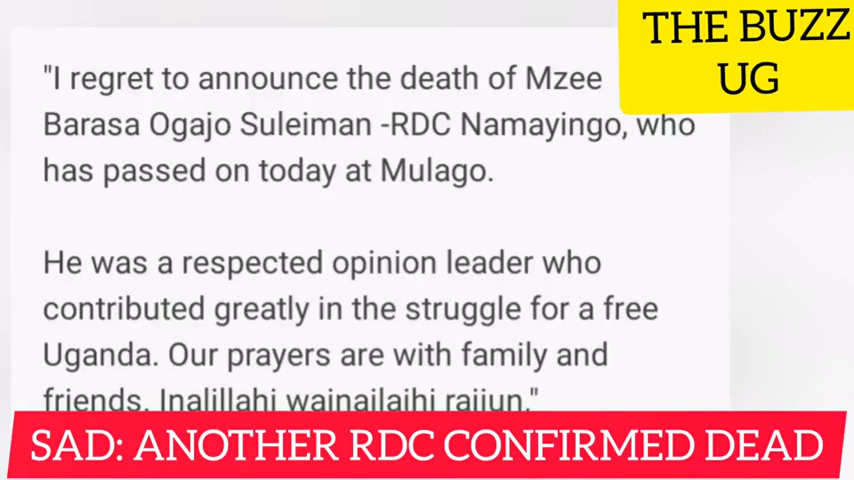 THE BUZZ
UG
"I regret to announce the death of Mzee
Barasa Ogajo Suleiman -RDC Namayingo, who
has passed on today at Mulago.
He was a respected opinion leader who
contributed greatly in the struggle for a free
Uganda. Our prayers are with family and
friends. Inalillahi wainailaihi rajiun."
SAD: ANOTHER RDC CONFIRMED DEAD